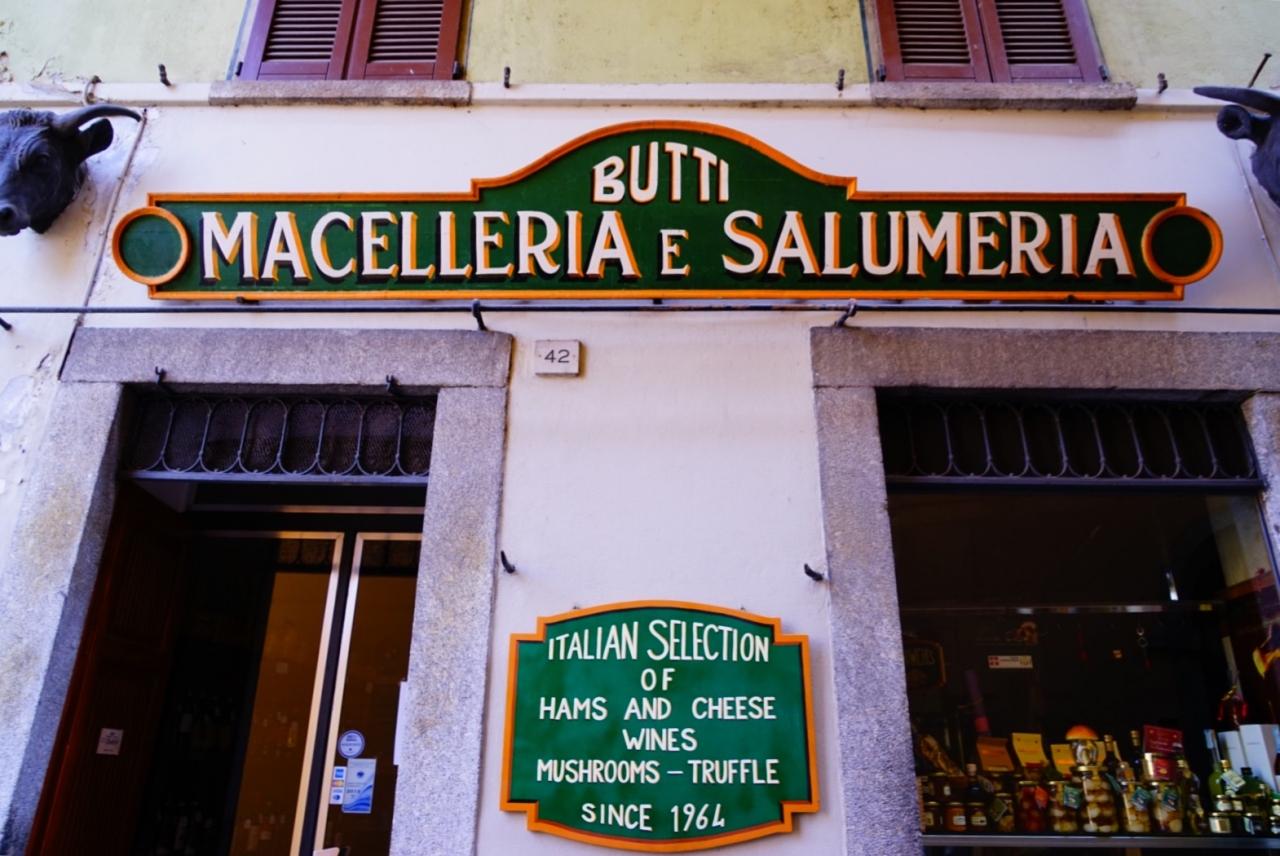 BUTTI
MACELLERIA E SALUMERIA
42
ITALIAN SELECTION
OF
HAMS AND CHEESE
WINES
MUSHROOMS - TRUFFLE
SINCE 1964